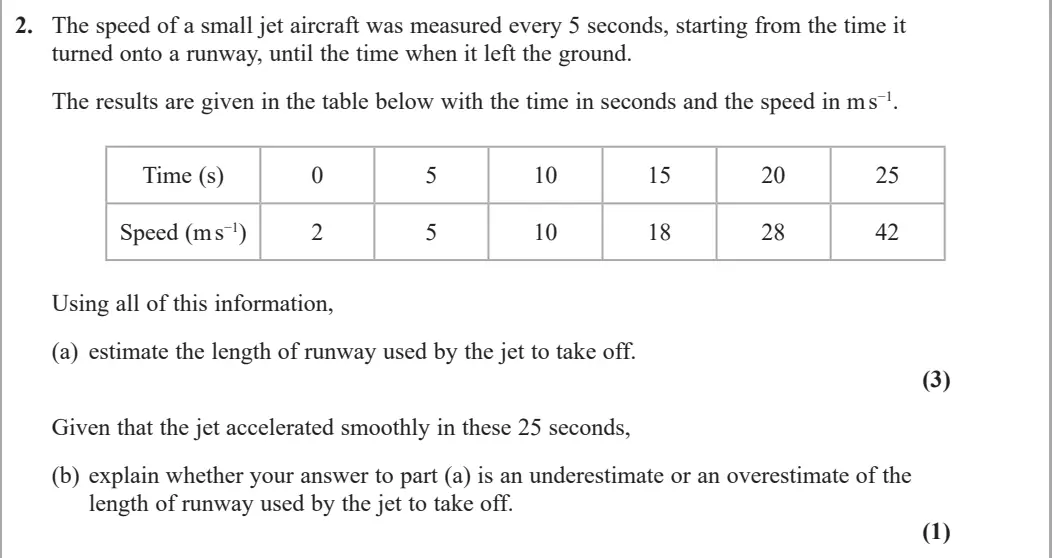 2. The speed of a small jet aircraft was measured every 5 seconds, starting from the time it
turned onto a runway, until the time when it left the ground.
The results are given in the table below with the time in seconds and the speed in m s⁻¹.
Time (s) 0 5 10 15 20 25
Speed (m s⁻¹) 2 5 10 18 28 42
Using all of this information,
(a) estimate the length of runway used by the jet to take off.
(3)
Given that the jet accelerated smoothly in these 25 seconds,
(b) explain whether your answer to part (a) is an underestimate or an overestimate of the
length of runway used by the jet to take off.
(1)